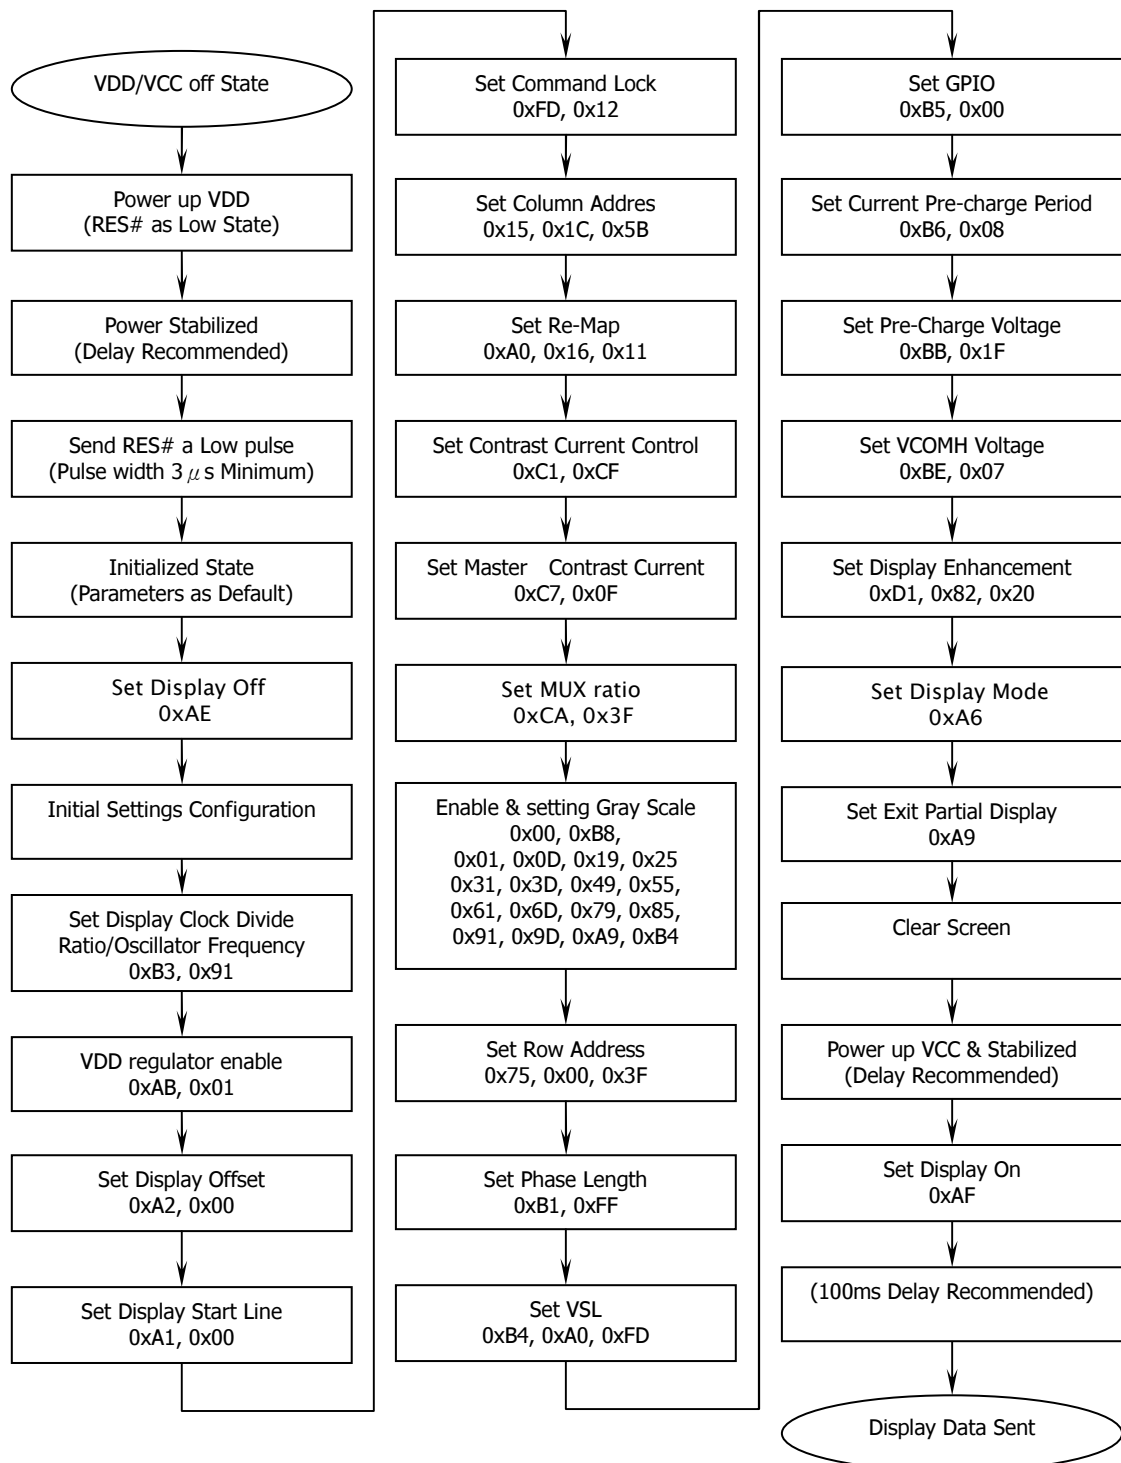 VDD/VCC off State
Power up VDD
(RES# as Low State)
Power Stabilized
(Delay Recommended)
Send RES# a Low pulse
(Pulse width 3 μs Minimum)
Initialized State
(Parameters as Default)
Set Display Off
0xAE
Initial Settings Configuration
Set Display Clock Divide
Ratio/Oscillator Frequency
0xB3, 0x91
VDD regulator enable
0xAB, 0x01
Set Display Offset
0xA2, 0x00
Set Display Start Line
0xA1, 0x00
Set Command Lock
0xFD, 0x12
Set Column Addres
0x15, 0x1C, 0x5B
Set Re-Map
0xA0, 0x16, 0x11
Set Contrast Current Control
0xC1, 0xCF
Set Master Contrast Current
0xC7, 0x0F
Set MUX ratio
0xCA, 0x3F
Enable & setting Gray Scale
0x00, 0xB8,
0x01, 0x0D, 0x19, 0x25
0x31, 0x3D, 0x49, 0x55,
0x61, 0x6D, 0x79, 0x85,
0x91, 0x9D, 0xA9, 0xB4
Set Row Address
0x75, 0x00, 0x3F
Set Phase Length
0xB1, 0xFF
Set VSL
0xB4, 0xA0, 0xFD
Set GPIO
0xB5, 0x00
Set Current Pre-charge Period
0xB6, 0x08
Set Pre-Charge Voltage
0xBB, 0x1F
Set VCOMH Voltage
0xBE, 0x07
Set Display Enhancement
0xD1, 0x82, 0x20
Set Display Mode
0xA6
Set Exit Partial Display
0xA9
Clear Screen
Power up VCC & Stabilized
(Delay Recommended)
Set Display On
0xAF
(100ms Delay Recommended)
Display Data Sent